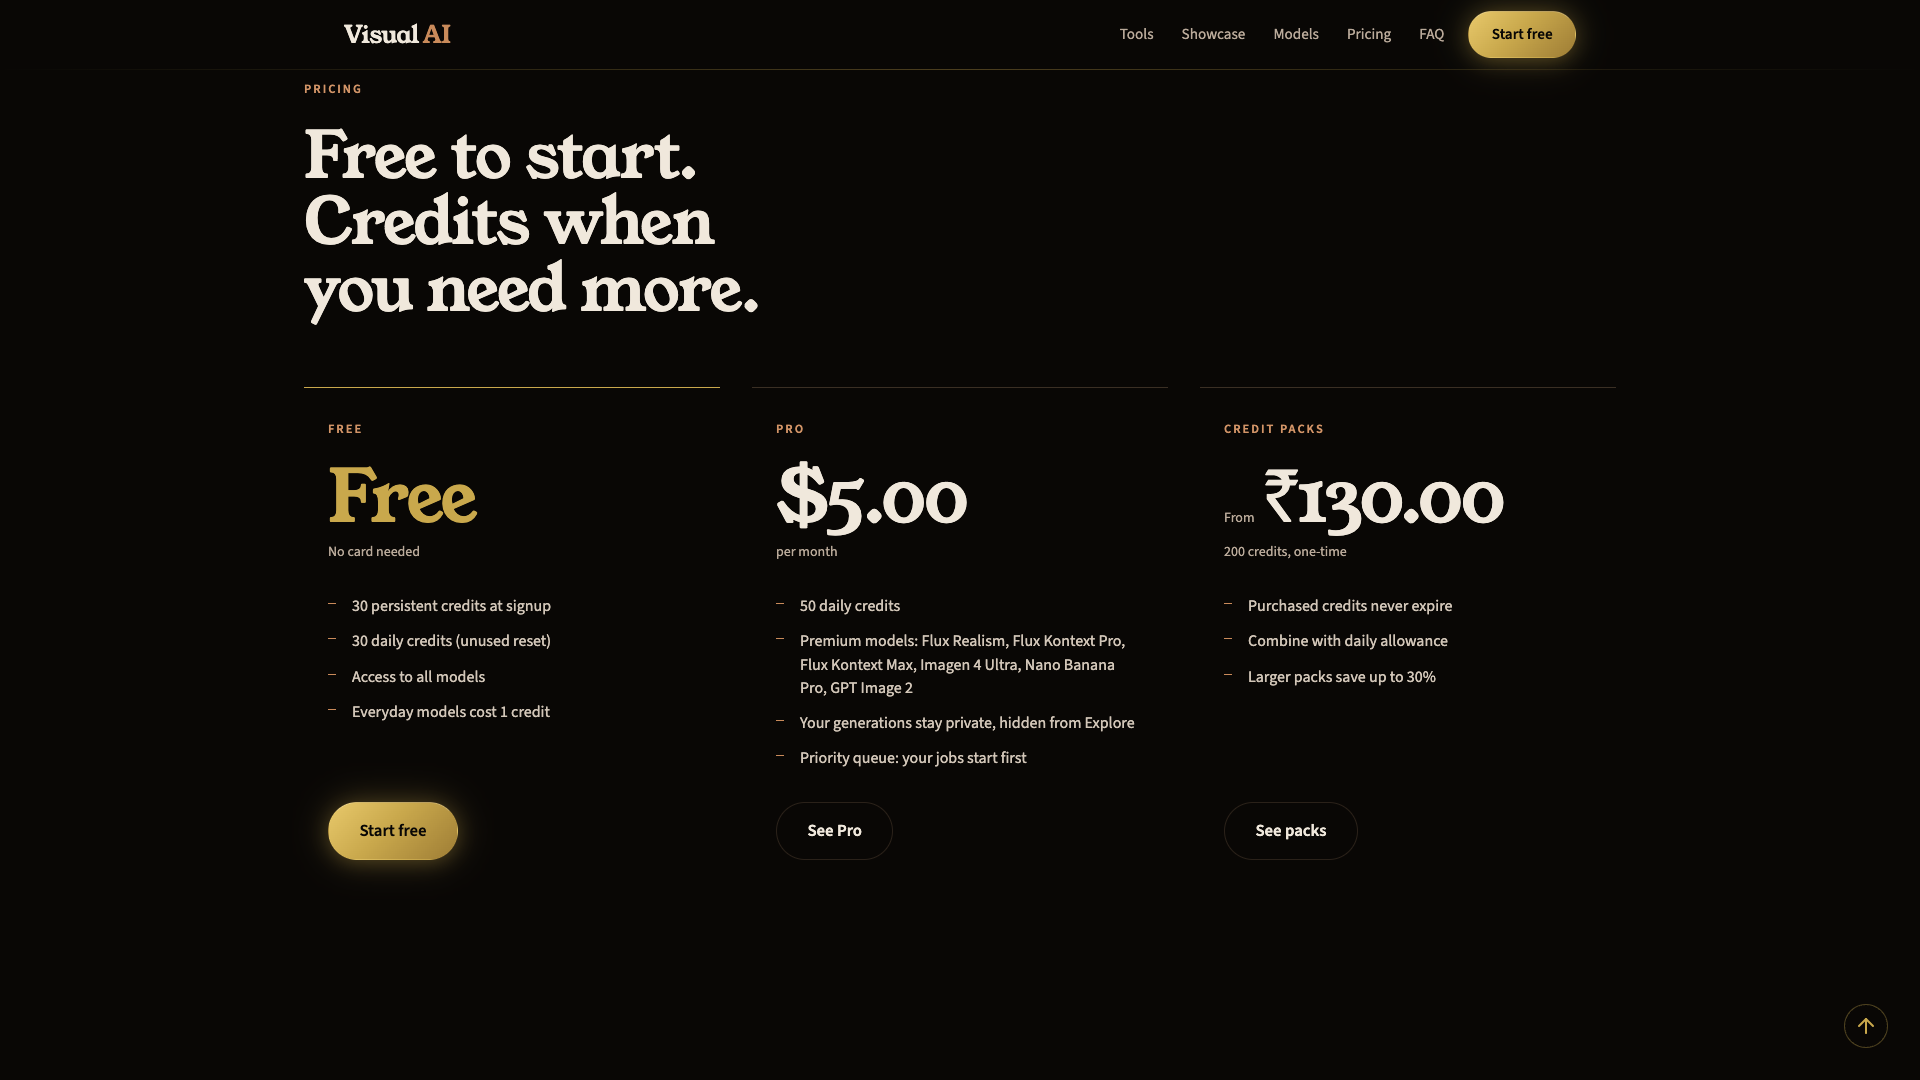 Visual AI
Tools
Showcase
Models
Pricing
FAQ
Start free
PRICING
Free to start.
Credits when
you need more.
FREE
Free
No card needed
30 persistent credits at signup
30 daily credits (unused reset)
Access to all models
Everyday models cost 1 credit
Start free
PRO
$5.00
per month
50 daily credits
Premium models: Flux Realism, Flux Kontext Pro,
Flux Kontext Max, Imagen 4 Ultra, Nano Banana
Pro, GPT Image 2
Your generations stay private, hidden from Explore
Priority queue: your jobs start first
See Pro
CREDIT PACKS
From ₹130.00
200 credits, one-time
Purchased credits never expire
Combine with daily allowance
Larger packs save up to 30%
See packs